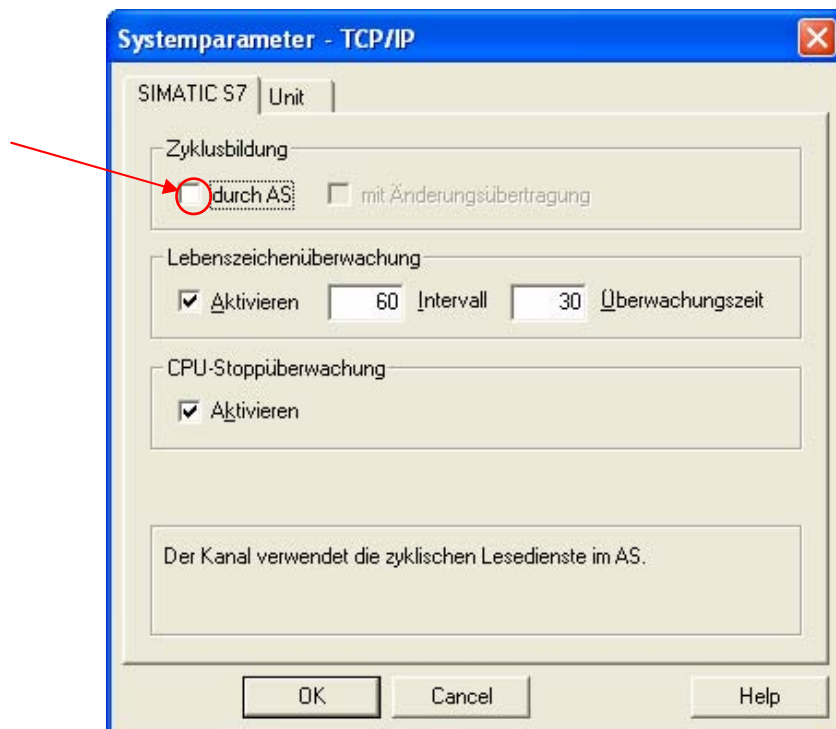 Systemparameter - TCP/IP
SIMATIC S7 Unit
Zyklusbildung
durch AS mit Änderungsübertragung
Lebenszeichenüberwachung
Aktivieren 60 Intervall 30 Überwachungszeit
CPU-Stoppüberwachung
Aktivieren
Der Kanal verwendet die zyklischen Lesedienste im AS.
OK Cancel Help